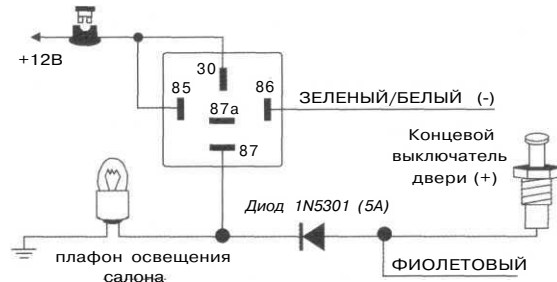 +12В
30
85
87а
86
ЗЕЛЕНЫЙ/БЕЛЫЙ (-)
87
Концевой
выключатель
двери (+)
Диод 1N5301 (5А)
плафон освещения
салона
ФИОЛЕТОВЫЙ